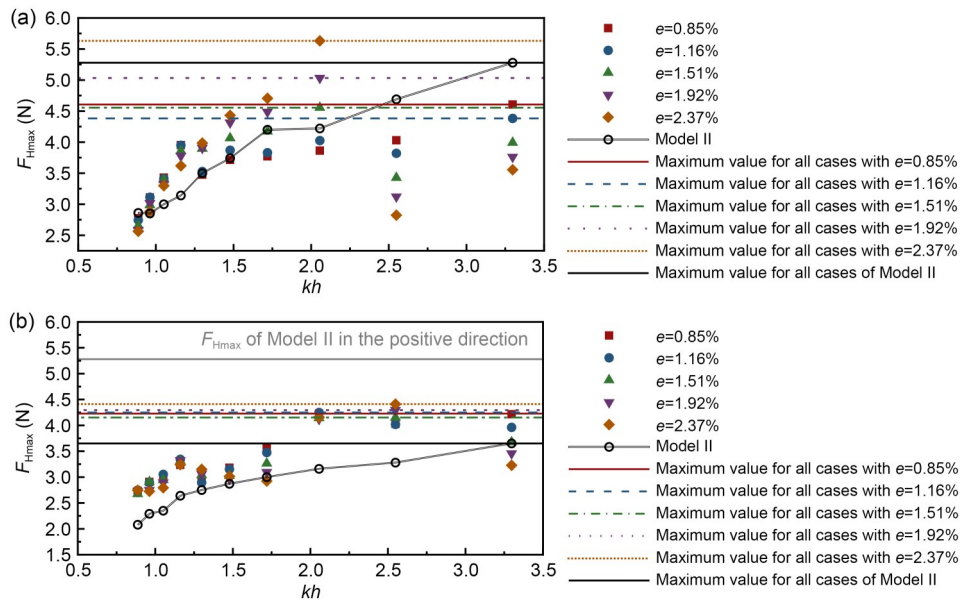 (a)
6.0
5.5
5.0
4.5
4.0
3.5
3.0
2.5
F_Hmax (N)
0.5 1.0 1.5 2.0 2.5 3.0 3.5
kh
e=0.85%
e=1.16%
e=1.51%
e=1.92%
e=2.37%
Model II
Maximum value for all cases with e=0.85%
Maximum value for all cases with e=1.16%
Maximum value for all cases with e=1.51%
Maximum value for all cases with e=1.92%
Maximum value for all cases with e=2.37%
Maximum value for all cases of Model II
(b)
6.0
5.5
5.0
4.5
4.0
3.5
3.0
2.5
2.0
1.5
F_Hmax (N)
F_Hmax of Model II in the positive direction
0.5 1.0 1.5 2.0 2.5 3.0 3.5
kh
e=0.85%
e=1.16%
e=1.51%
e=1.92%
e=2.37%
Model II
Maximum value for all cases with e=0.85%
Maximum value for all cases with e=1.16%
Maximum value for all cases with e=1.51%
Maximum value for all cases with e=1.92%
Maximum value for all cases with e=2.37%
Maximum value for all cases of Model II